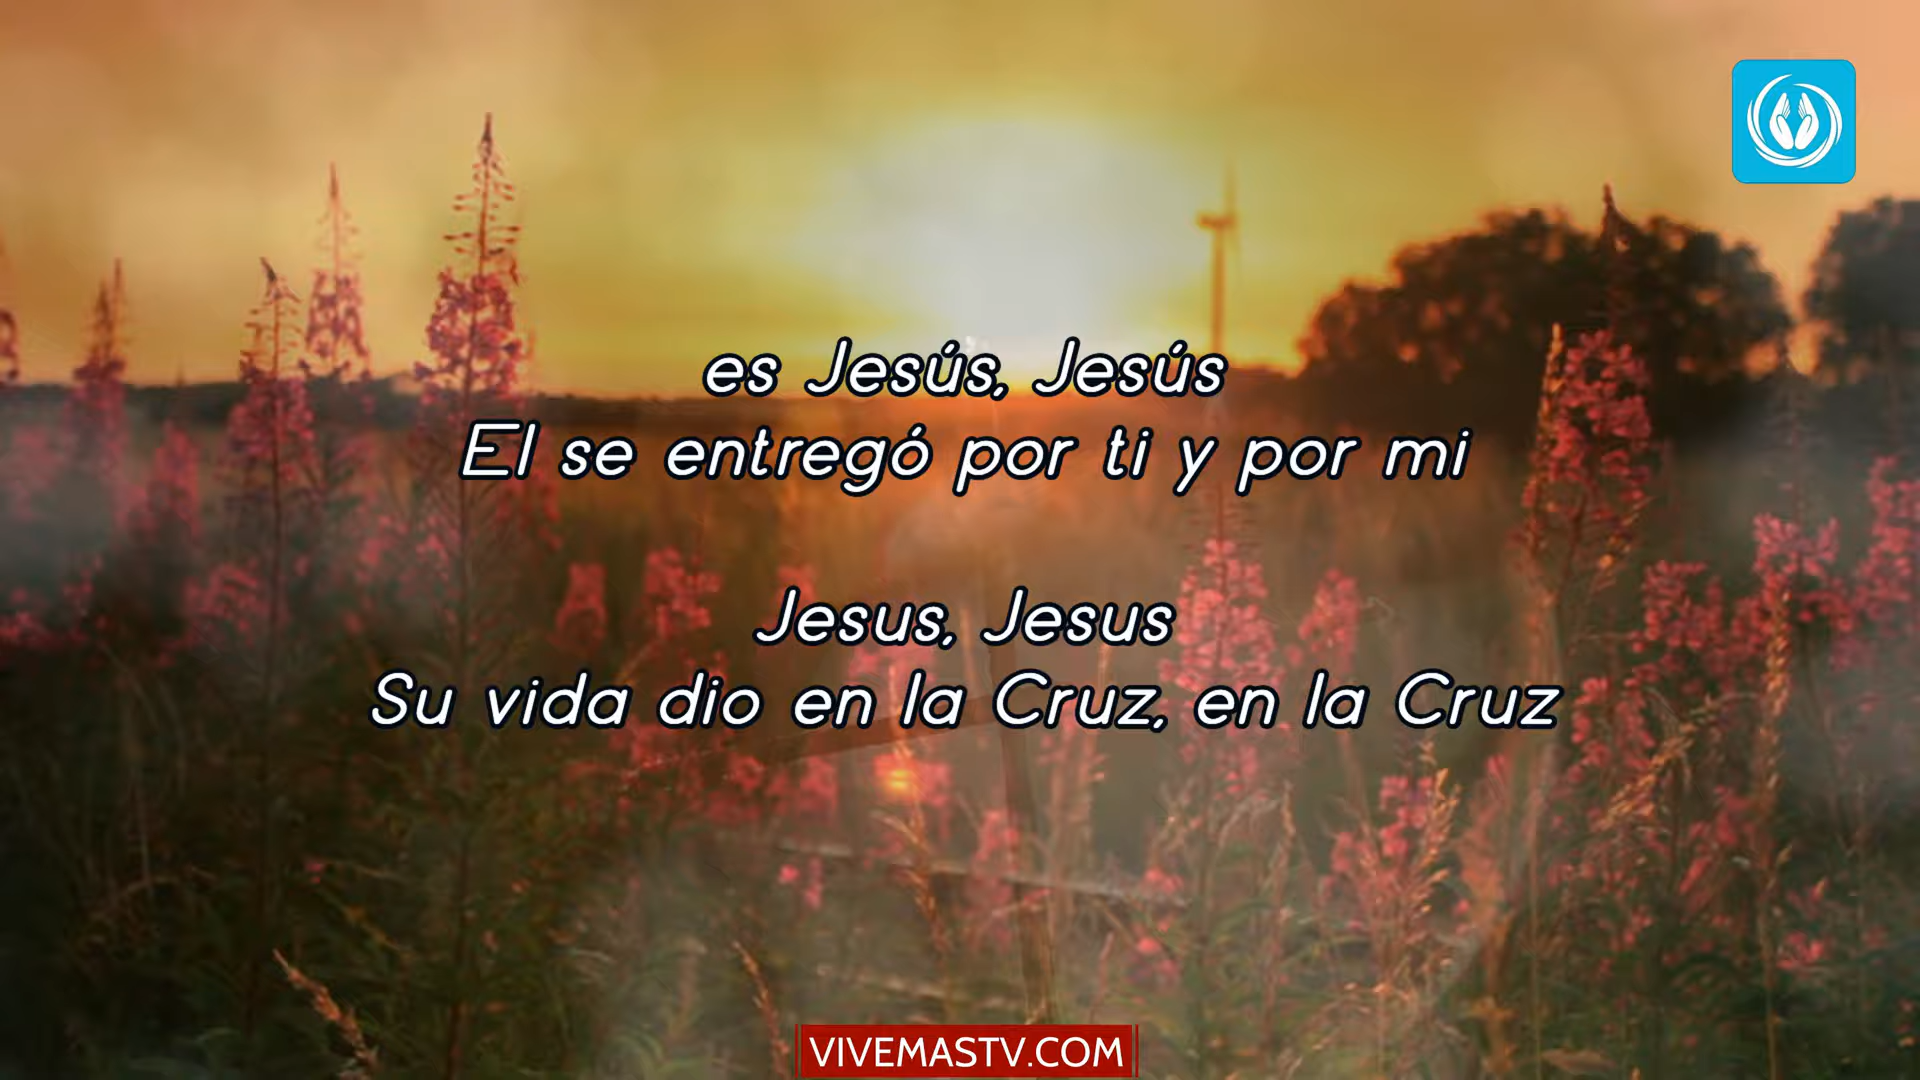 es Jesús, Jesús
El se entregó por ti y por mi
Jesus, Jesus
Su vida dio en la Cruz, en la Cruz
VIVEMASTV.COM